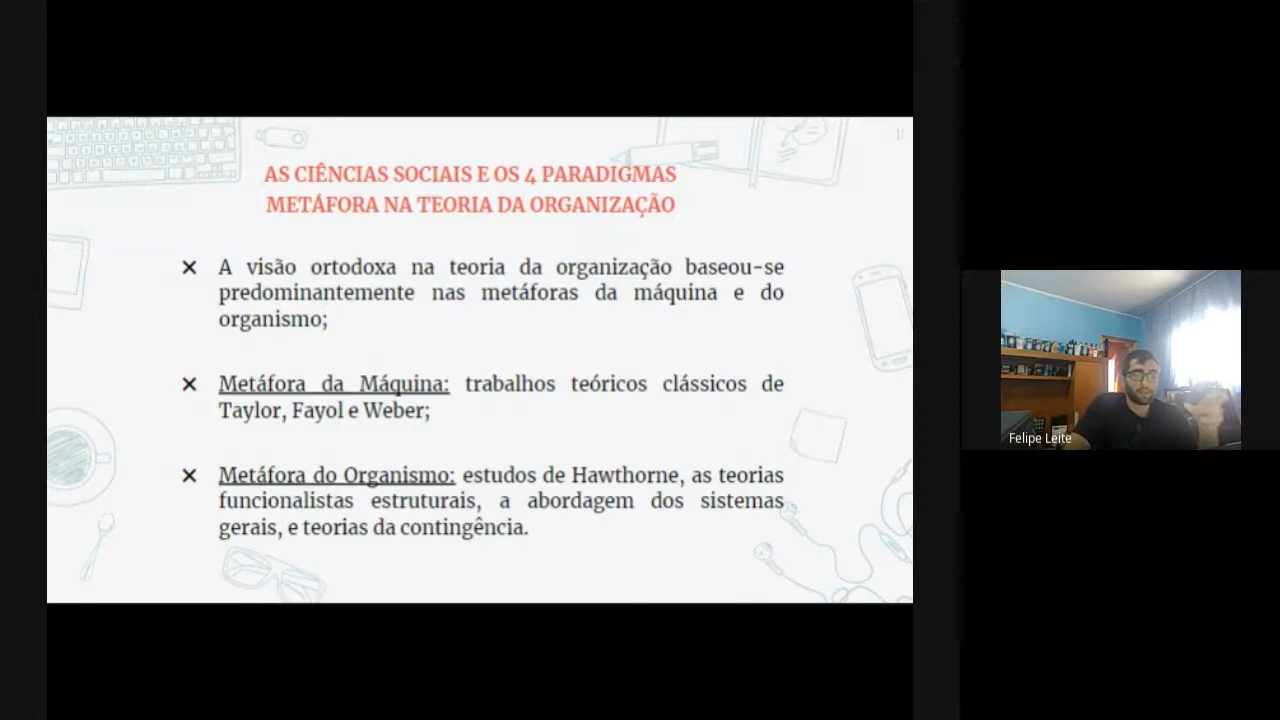 AS CIÊNCIAS SOCIAIS E OS 4 PARADIGMAS
METÁFORA NA TEORIA DA ORGANIZAÇÃO
A visão ortodoxa na teoria da organização baseou-se
predominantemente nas metáforas da máquina e do
organismo;
Metáfora da Máquina: trabalhos teóricos clássicos de
Taylor, Fayol e Weber;
Metáfora do Organismo: estudos de Hawthorne, as teorias
funcionalistas estruturais, a abordagem dos sistemas
gerais, e teorias da contingência.
Felipe Leite